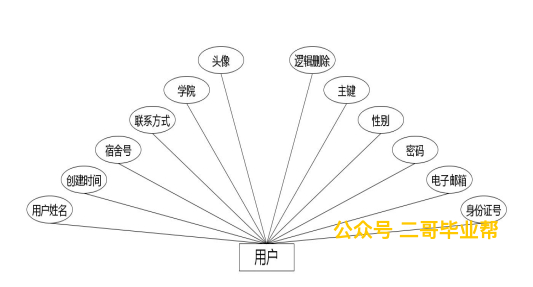 头像
逻辑删除
学院
主键
联系方式
性别
宿舍号
密码
创建时间
电子邮箱
用户姓名
身份证号
公众号 二哥毕业帮
用户